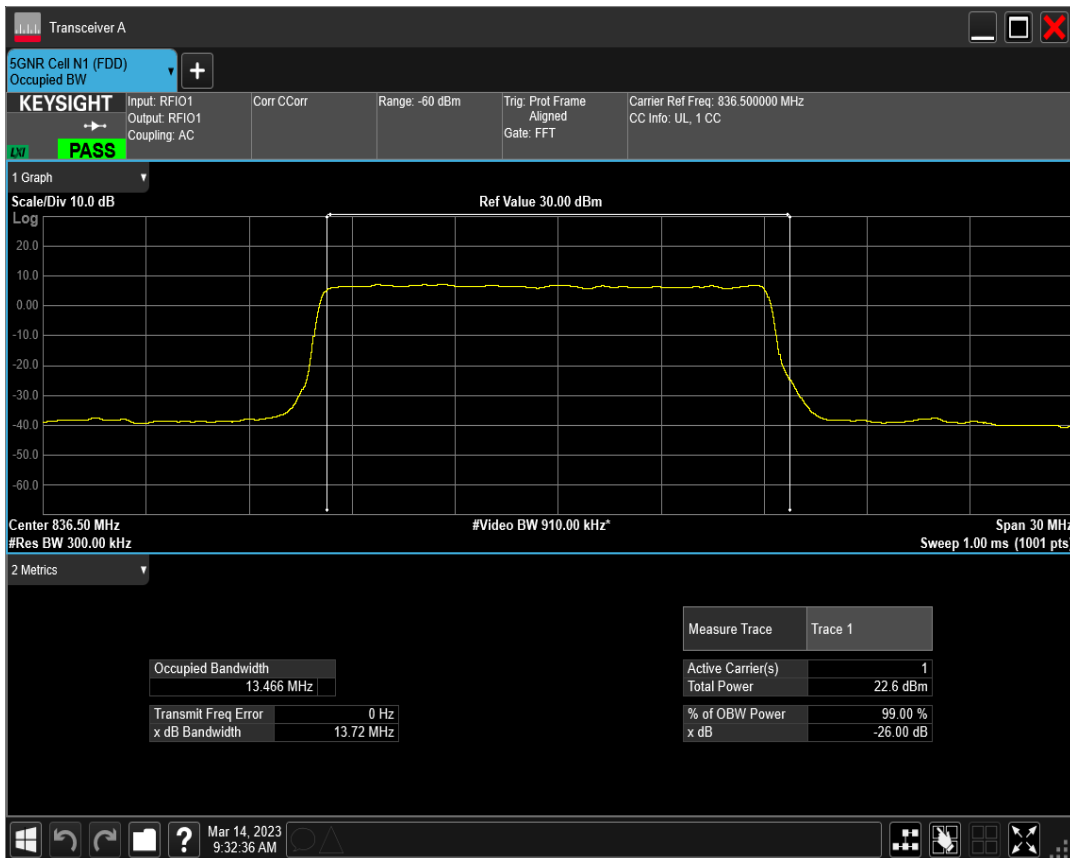 Transceiver A
5GNR Cell N1 (FDD)
Occupied BW
KEYSIGHT
LXI
PASS
Input: RFIO1
Output: RFIO1
Coupling: AC
Corr CCorr
Range: -60 dBm
Trig: Prot Frame
Aligned
Gate: FFT
Carrier Ref Freq: 836.500000 MHz
CC Info: UL, 1 CC
1 Graph
Scale/Div 10.0 dB
Ref Value 30.00 dBm
Log
20.0
10.0
0.00
-10.0
-20.0
-30.0
-40.0
-50.0
-60.0
Center 836.50 MHz
#Video BW 910.00 kHz*
Span 30 MHz
#Res BW 300.00 kHz
Sweep 1.00 ms (1001 pts)
2 Metrics
Measure Trace Trace 1
Occupied Bandwidth
13.466 MHz
Active Carrier(s) 1
Total Power 22.6 dBm
Transmit Freq Error 0 Hz
x dB Bandwidth 13.72 MHz
% of OBW Power 99.00 %
x dB -26.00 dB
?
Mar 14, 2023
9:32:36 AM